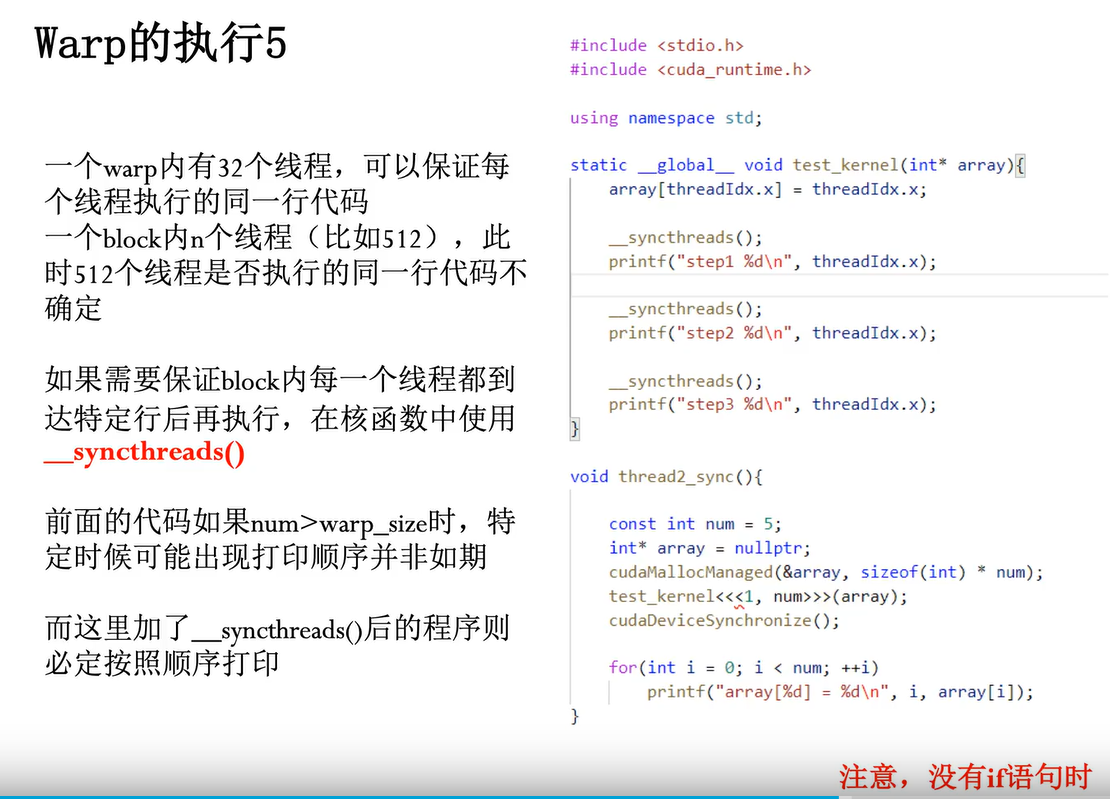 Warp的执行5
一个warp内有32个线程，可以保证每
个线程执行的同一行代码
一个block内n个线程（比如512），此
时512个线程是否执行的同一行代码不
确定
如果需要保证block内每一个线程都到
达特定行后再执行，在核函数中使用
__syncthreads()
前面的代码如果num>warp_size时，特
定时候可能出现打印顺序并非如期
而这里加了__syncthreads()后的程序则
必定按照顺序打印
#include <stdio.h>
#include <cuda_runtime.h>
using namespace std;
static __global__ void test_kernel(int* array){
    array[threadIdx.x] = threadIdx.x;
    __syncthreads();
    printf("step1 %d\n", threadIdx.x);
    __syncthreads();
    printf("step2 %d\n", threadIdx.x);
    __syncthreads();
    printf("step3 %d\n", threadIdx.x);
}
void thread2_sync(){
    const int num = 5;
    int* array = nullptr;
    cudaMallocManaged(&array, sizeof(int) * num);
    test_kernel<<<1, num>>>(array);
    cudaDeviceSynchronize();
    for(int i = 0; i < num; ++i)
        printf("array[%d] = %d\n", i, array[i]);
}
注意，没有if语句时